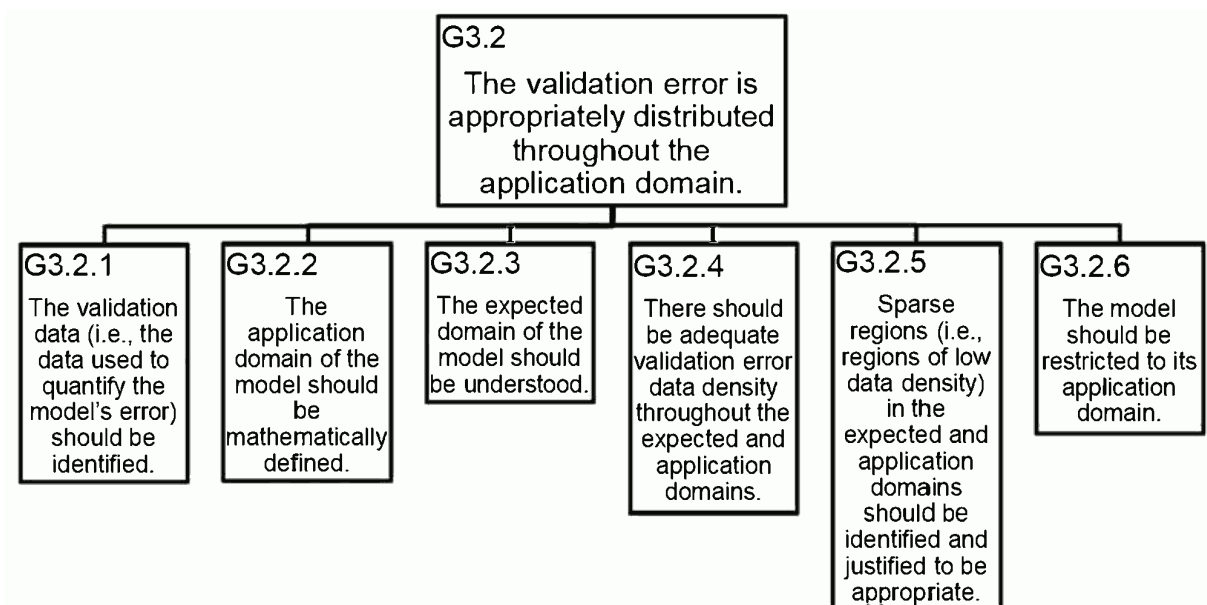 G3.2
The validation error is
appropriately distributed
throughout the
application domain.
G3.2.1
The validation
data (i.e., the
data used to
quantify the
model's error)
should be
identified.
G3.2.2
The
application
domain of the
model should
be
mathematically
defined.
G3.2.3
The expected
domain of the
model should
be understood.
G3.2.4
There should
be adequate
validation error
data density
throughout the
expected and
application
domains.
G3.2.5
Sparse
regions (i.e.,
regions of low
data density)
in the
expected and
application
domains
should be
identified and
justified to be
appropriate.
G3.2.6
The model
should be
restricted to its
application
domain.